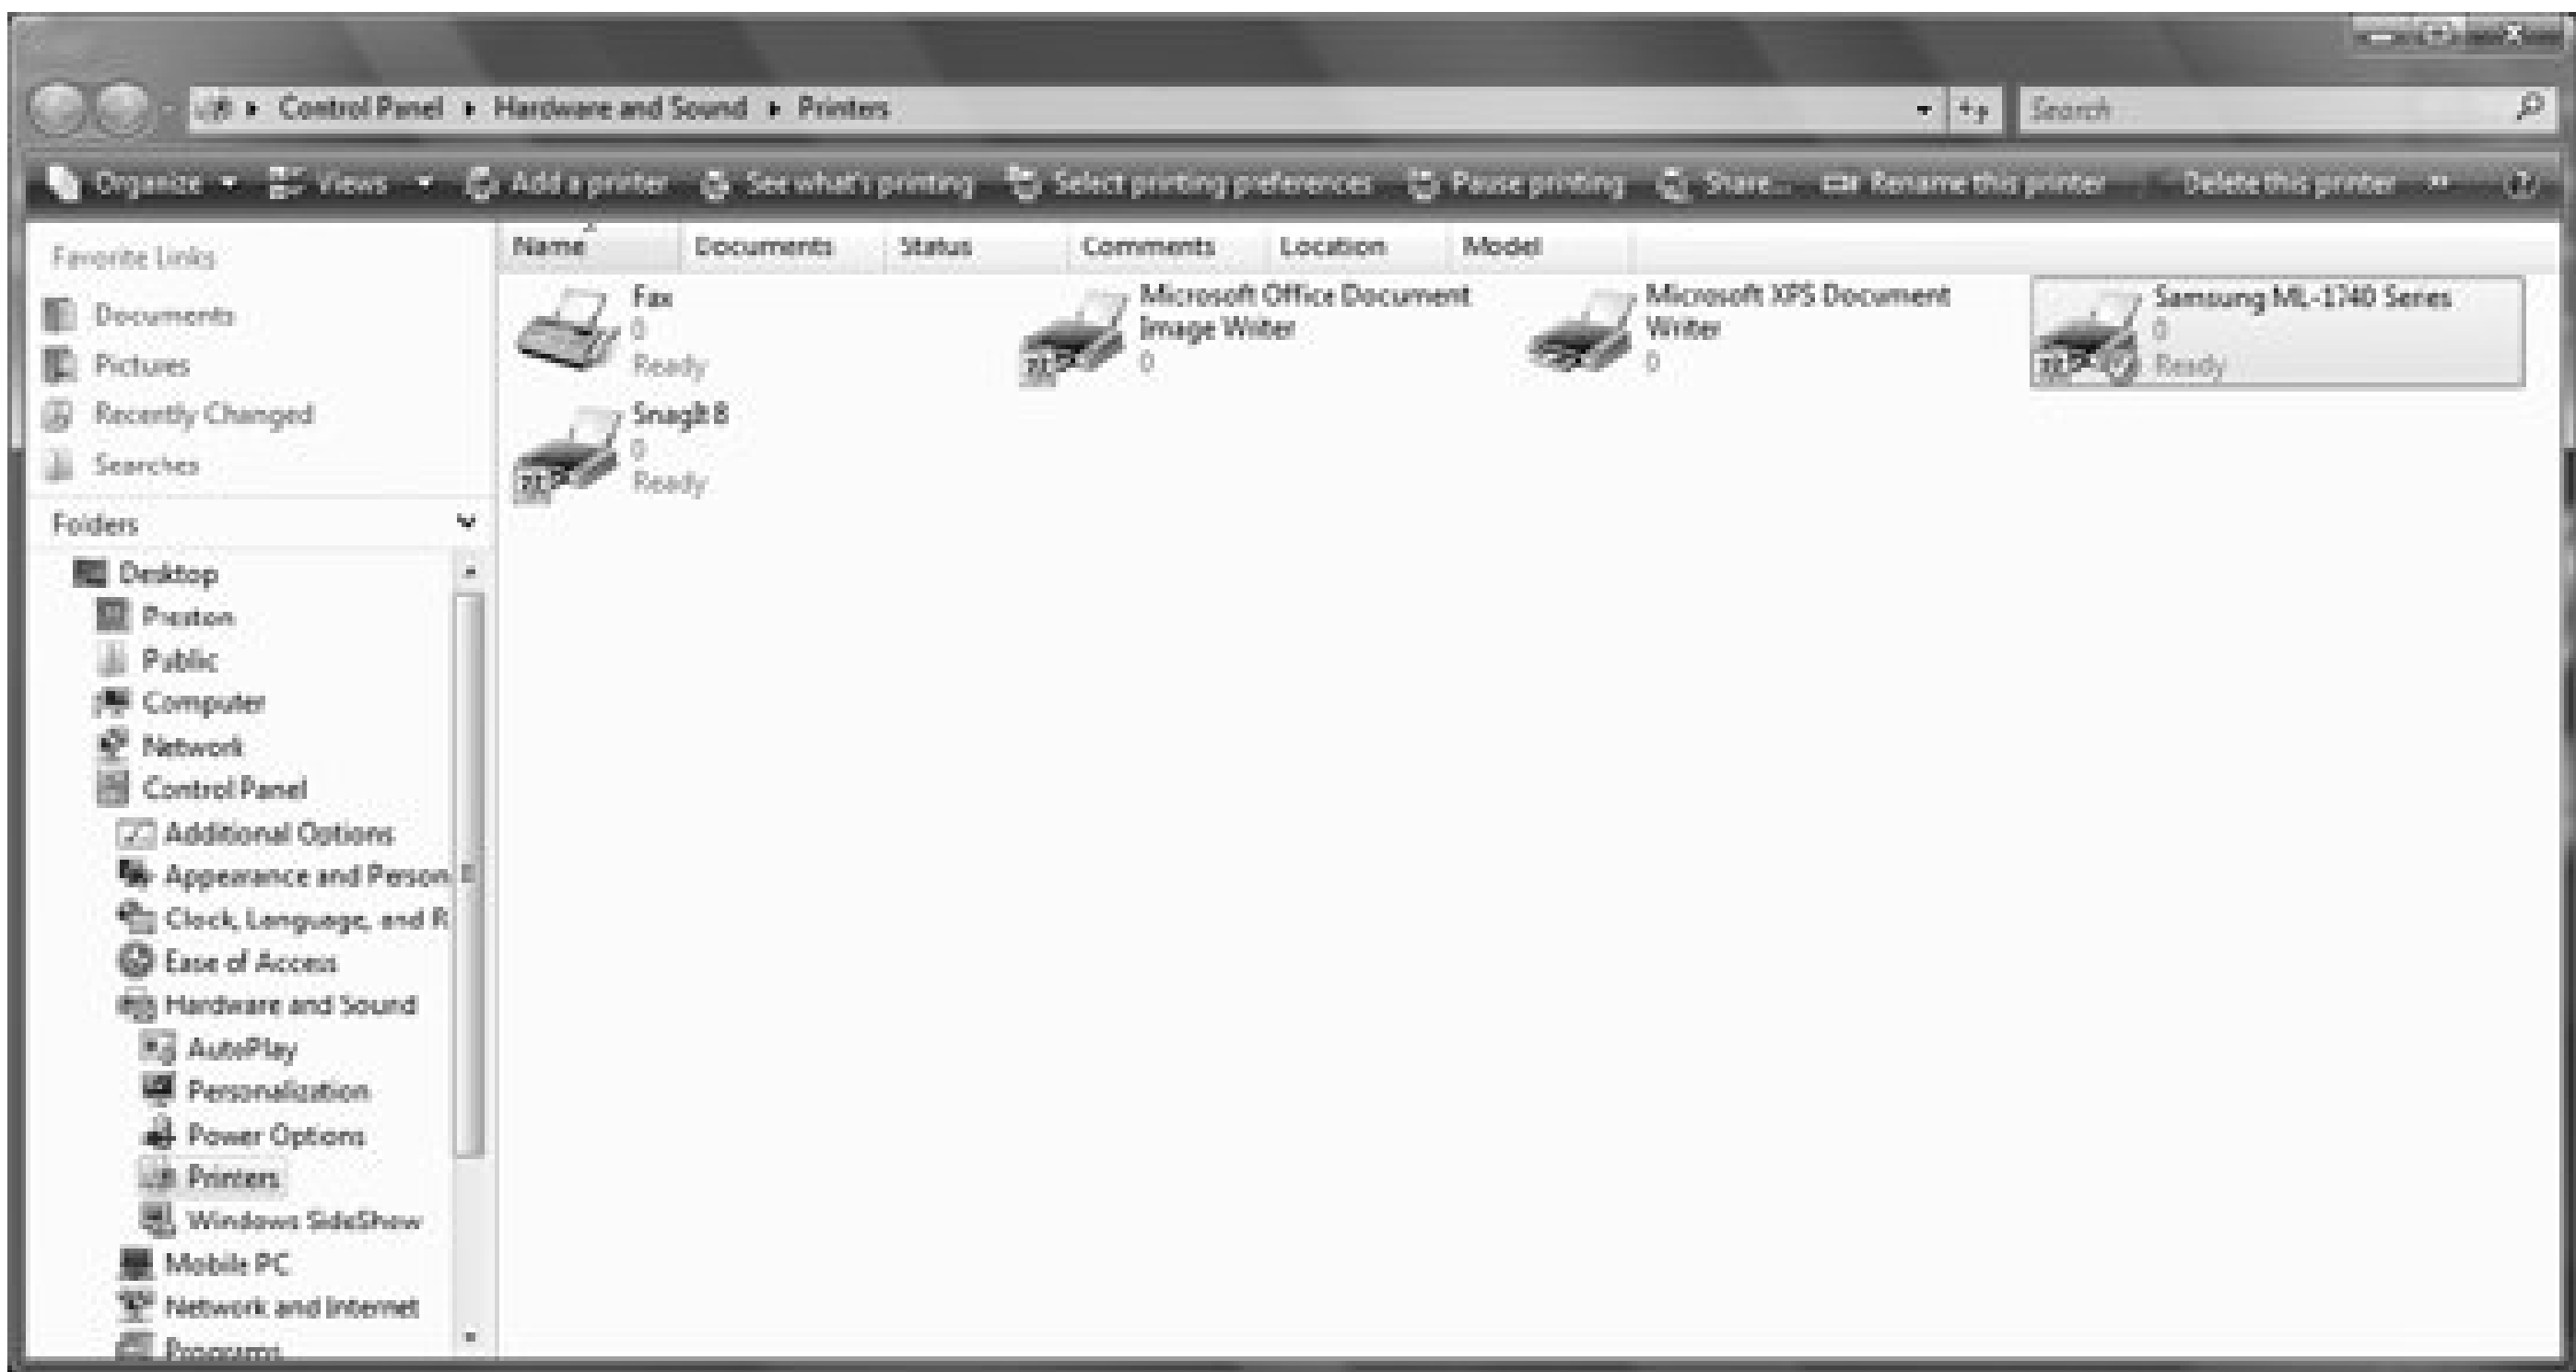 Control Panel ▸ Hardware and Sound ▸ Printers
Search
Organize Views Add a printer See what's printing Select printing preferences Pause printing Share... Rename this printer Delete this printer »
Favorite Links
Documents
Pictures
Recently Changed
Searches
Folders
Desktop
Preston
Public
Computer
Network
Control Panel
Additional Options
Appearance and Person
Clock, Language, and R
Ease of Access
Hardware and Sound
AutoPlay
Personalization
Power Options
Printers
Windows SideShow
Mobile PC
Network and Internet
Programs
Name Documents Status Comments Location Model
Fax
0
Ready
Microsoft Office Document
Image Writer
0
Microsoft XPS Document
Writer
0
Samsung ML-1740 Series
0
Ready
SnagIt 8
0
Ready